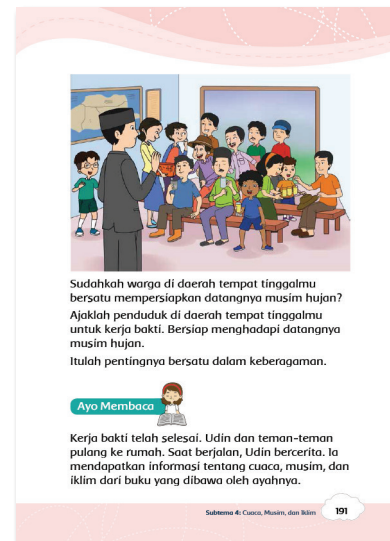 Sudahkah warga di daerah tempat tinggalmu
bersatu mempersiapkan datangnya musim hujan?
Ajaklah penduduk di daerah tempat tinggalmu
untuk kerja bakti. Bersiap menghadapi datangnya
musim hujan.
Itulah pentingnya bersatu dalam keberagaman.
Ayo Membaca
Kerja bakti telah selesai. Udin dan teman-teman
pulang ke rumah. Saat berjalan, Udin bercerita. Ia
mendapatkan informasi tentang cuaca, musim, dan
iklim dari buku yang dibawa oleh ayahnya.
Subtema 4: Cuaca, Musim, dan Iklim 191